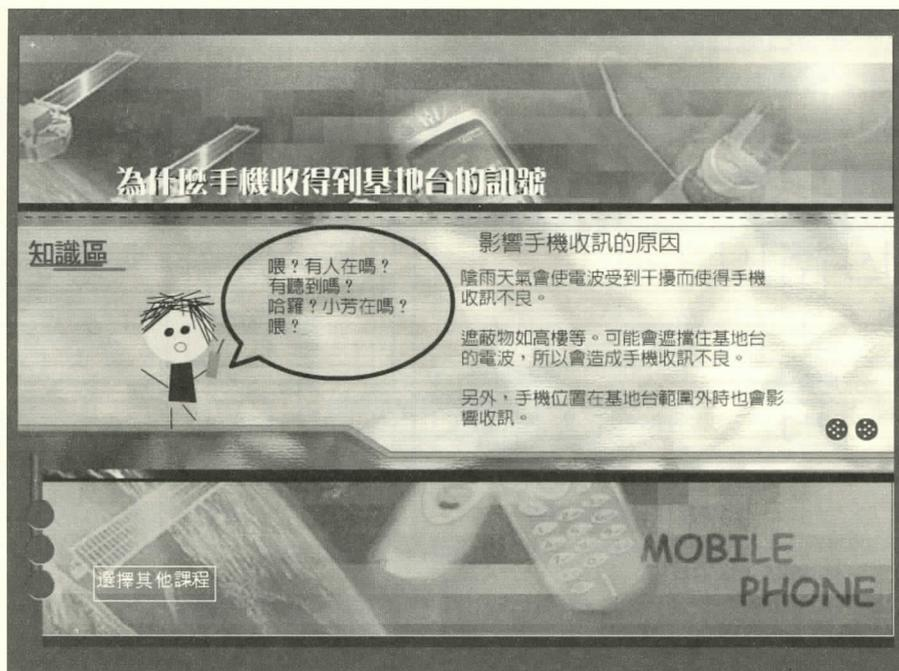 為什麼手機收得到基地台的訊號
知識區
喂？有人在嗎？
有聽到嗎？
哈羅？小芳在嗎？
喂？
影響手機收訊的原因
陰雨天氣會使電波受到干擾而使得手機
收訊不良。
遮蔽物如高樓等。可能會遮擋住基地台
的電波，所以會造成手機收訊不良。
另外，手機位置在基地台範圍外時也會影
響收訊。
選擇其他課程
MOBILE
PHONE